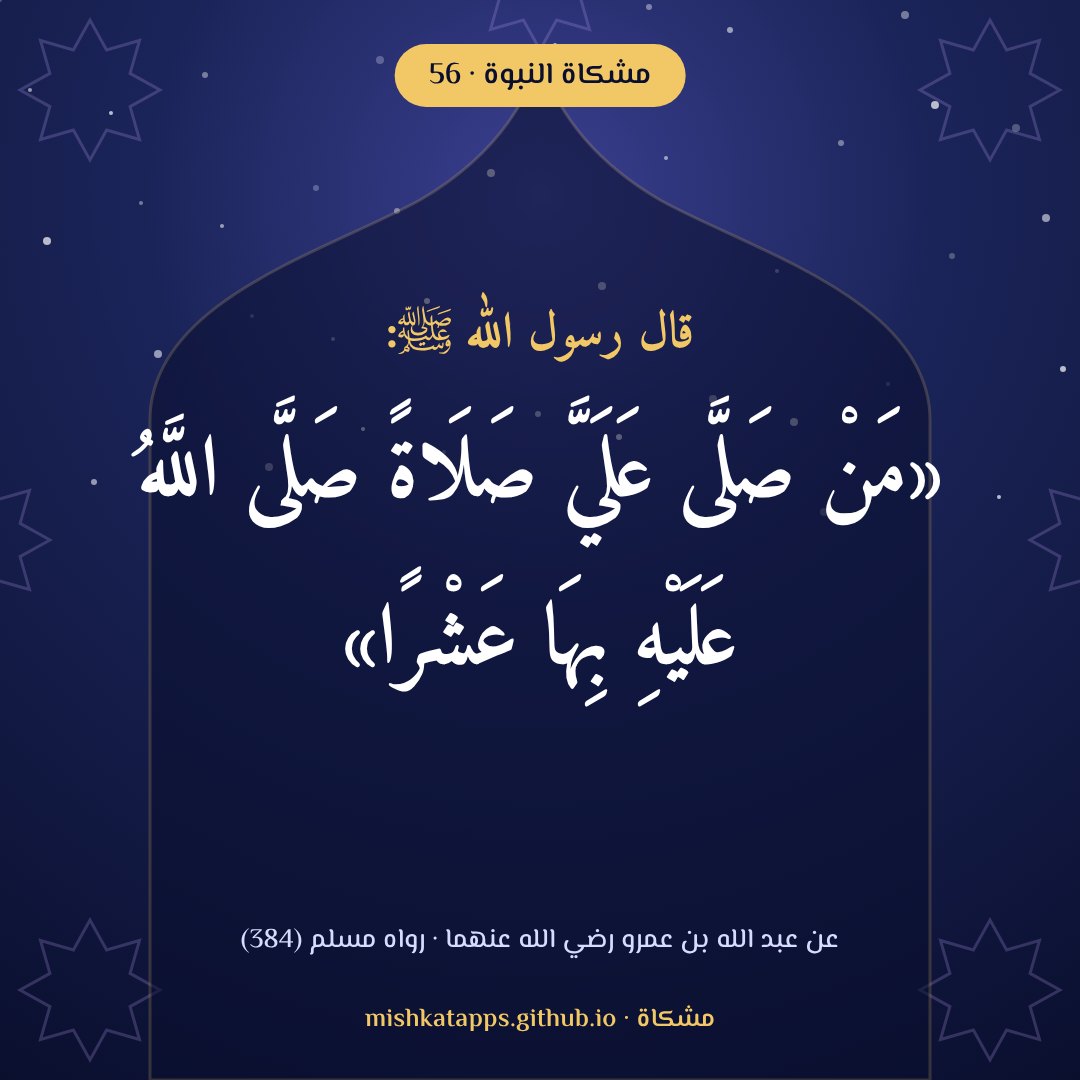 مشكاة النبوة · 56
قال رسول الله ﷺ:
«مَنْ صَلَّى عَلَيَّ صَلَاةً صَلَّى اللَّهُ
عَلَيْهِ بِهَا عَشْرًا»
عن عبد الله بن عمرو رضي الله عنهما · رواه مسلم (384)
مشكاة · mishkatapps.github.io